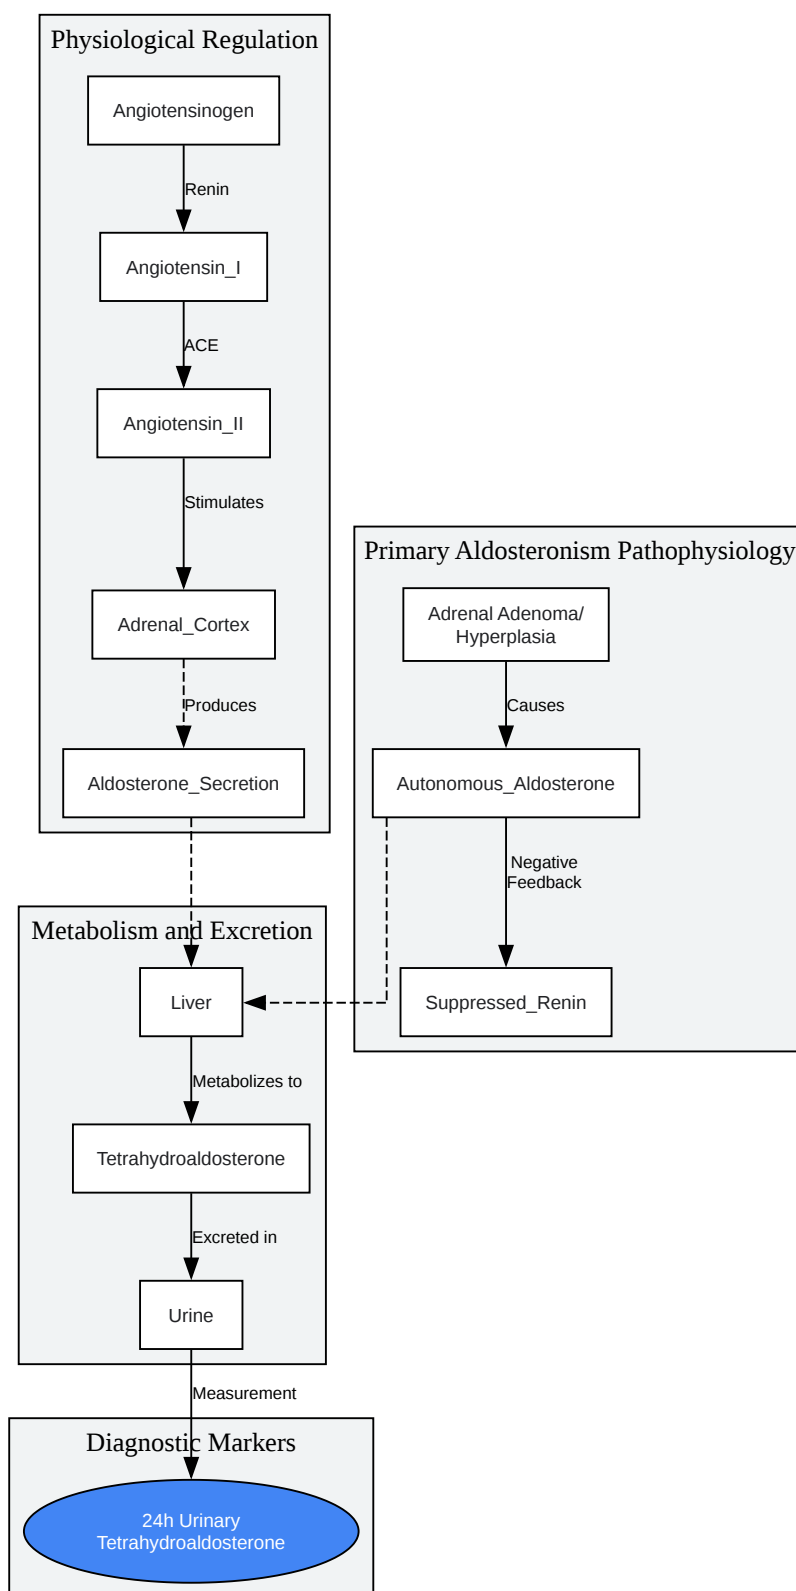 Physiological Regulation
Angiotensinogen
Renin
Angiotensin_I
ACE
Angiotensin_II
Stimulates
Adrenal_Cortex
Produces
Aldosterone_Secretion
Primary Aldosteronism Pathophysiology
Adrenal Adenoma/
Hyperplasia
Causes
Autonomous_Aldosterone
Negative
Feedback
Suppressed_Renin
Metabolism and Excretion
Liver
Metabolizes to
Tetrahydroaldosterone
Excreted in
Urine
Measurement
Diagnostic Markers
24h Urinary
Tetrahydroaldosterone